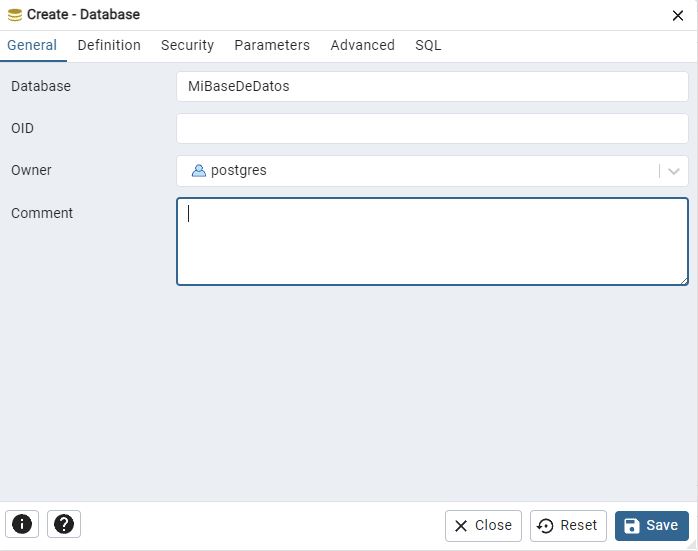 Create - Database
General Definition Security Parameters Advanced SQL
Database MiBaseDeDatos
OID
Owner postgres
Comment
Close Reset Save